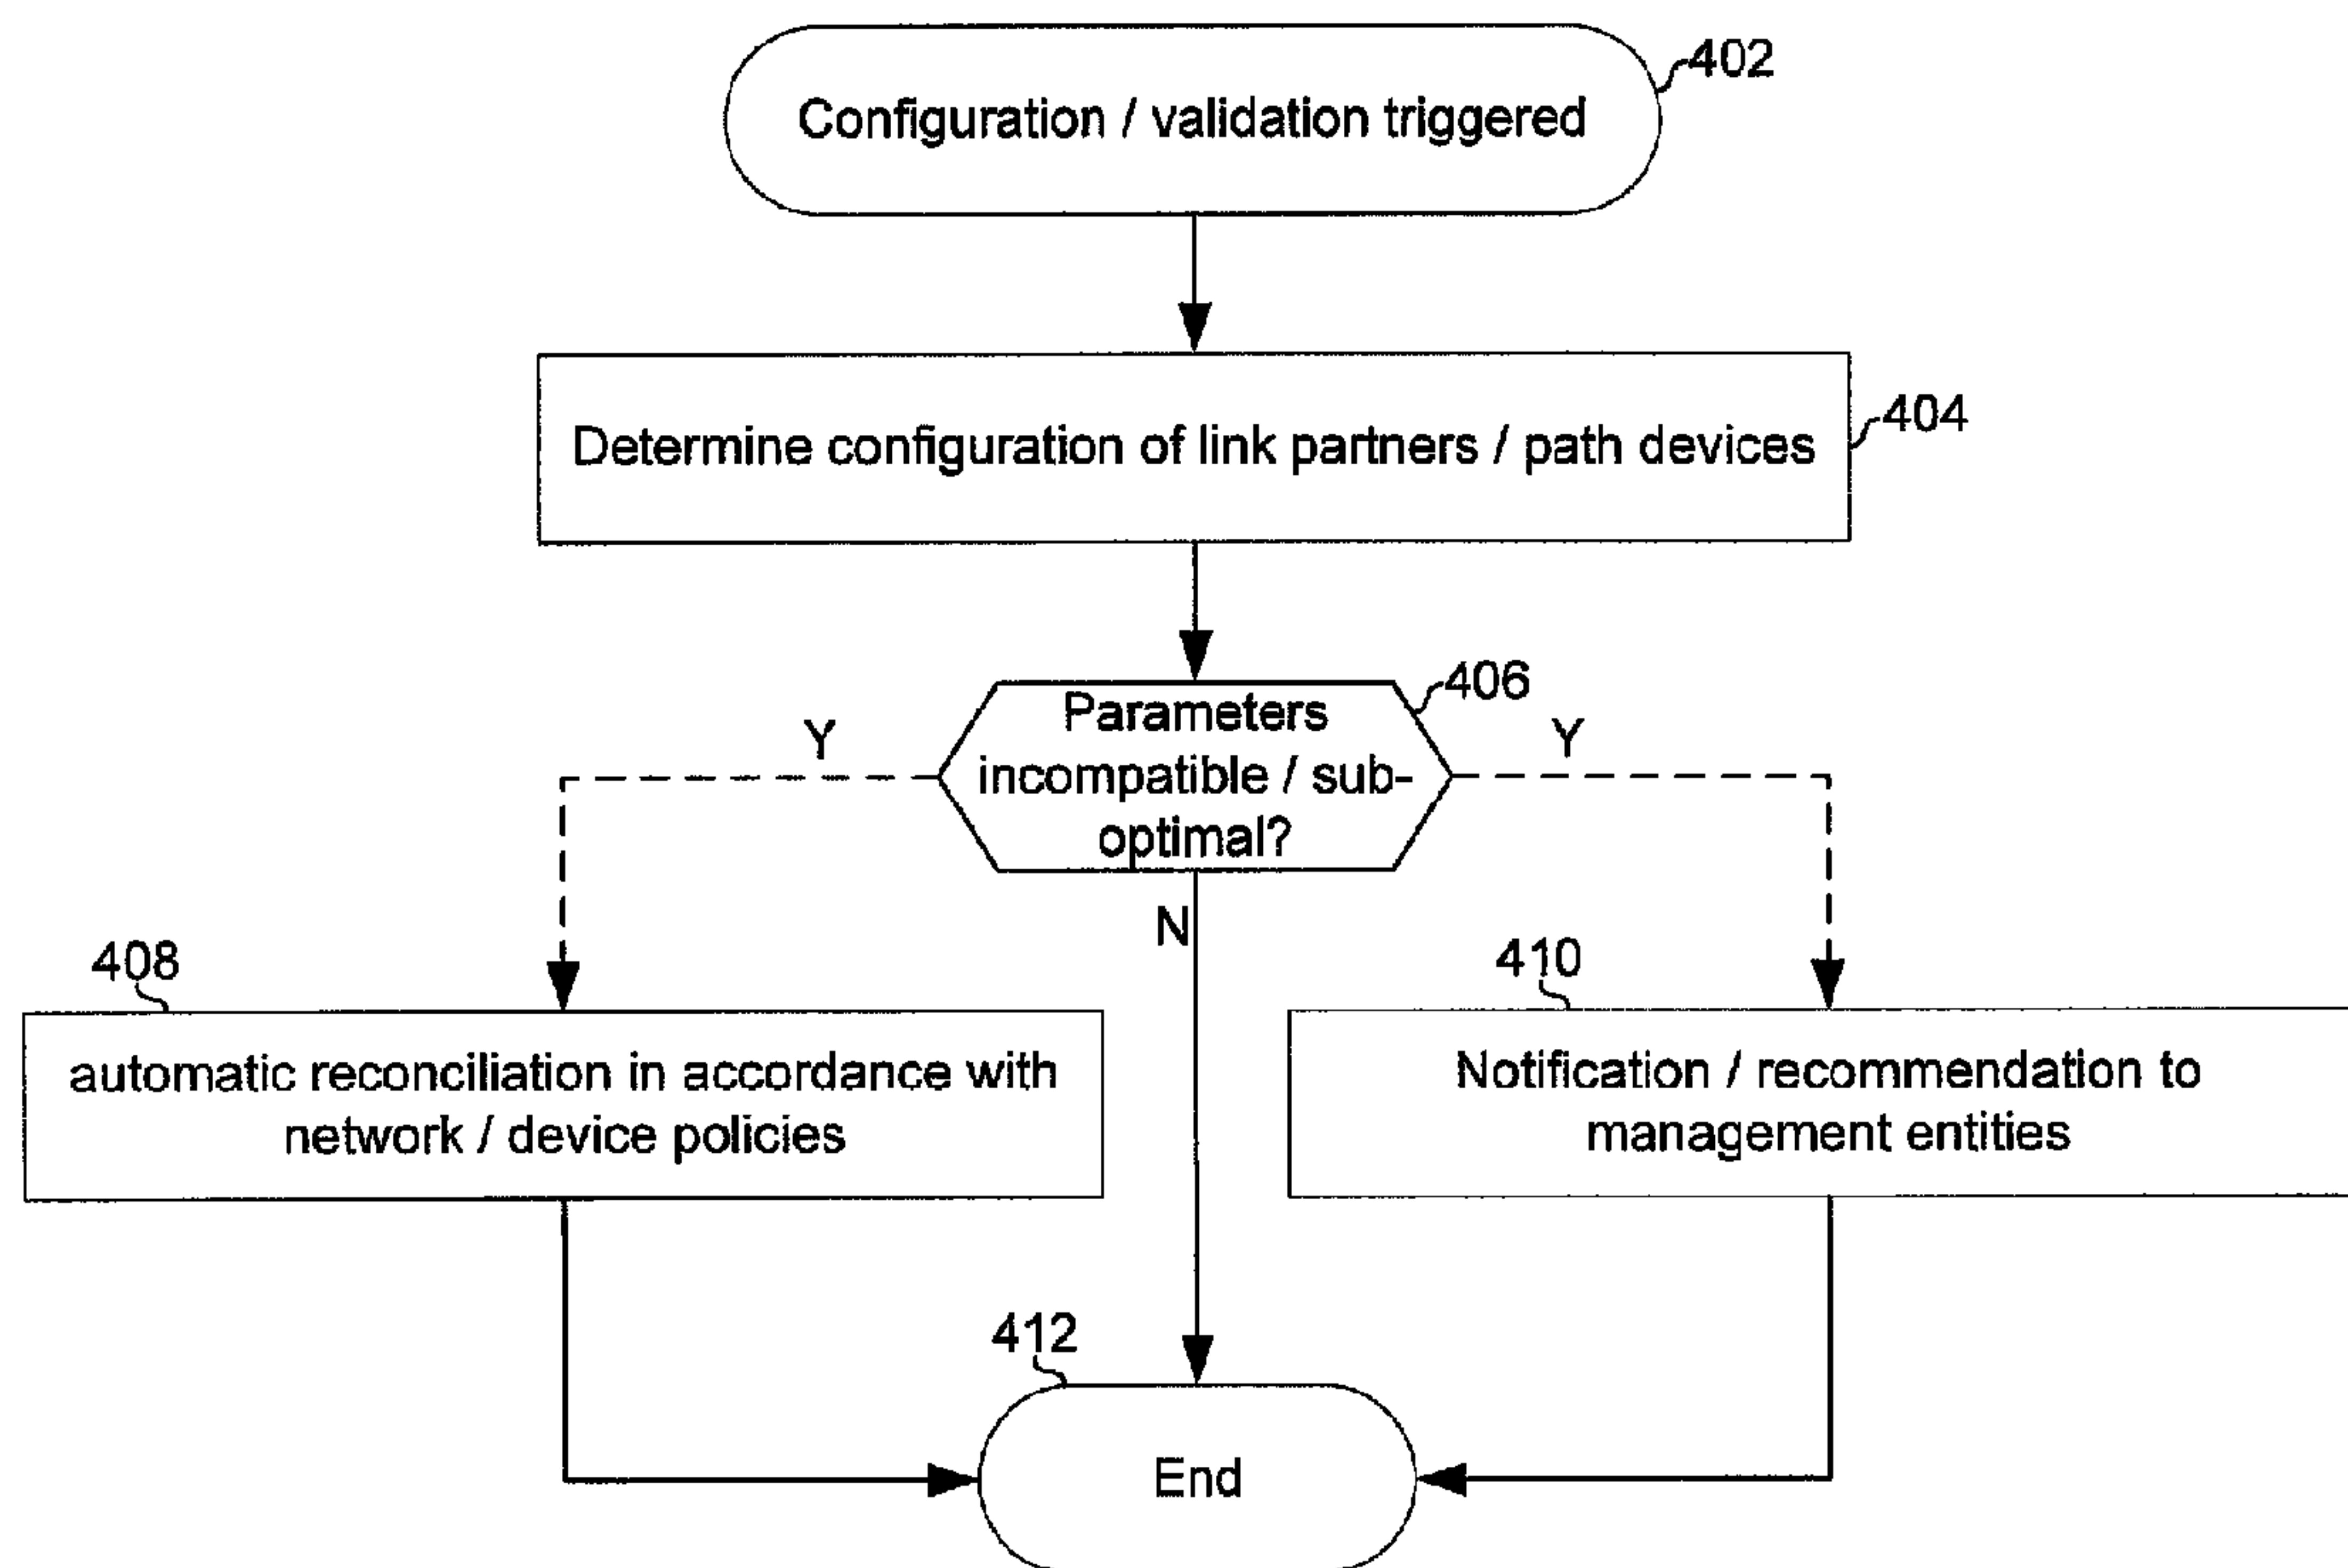 402
Configuration / validation triggered
404
Determine configuration of link partners / path devices
406
Parameters
incompatible / sub-
optimal?
Y
Y
N
408
automatic reconciliation in accordance with
network / device policies
410
Notification / recommendation to
management entities
412
End